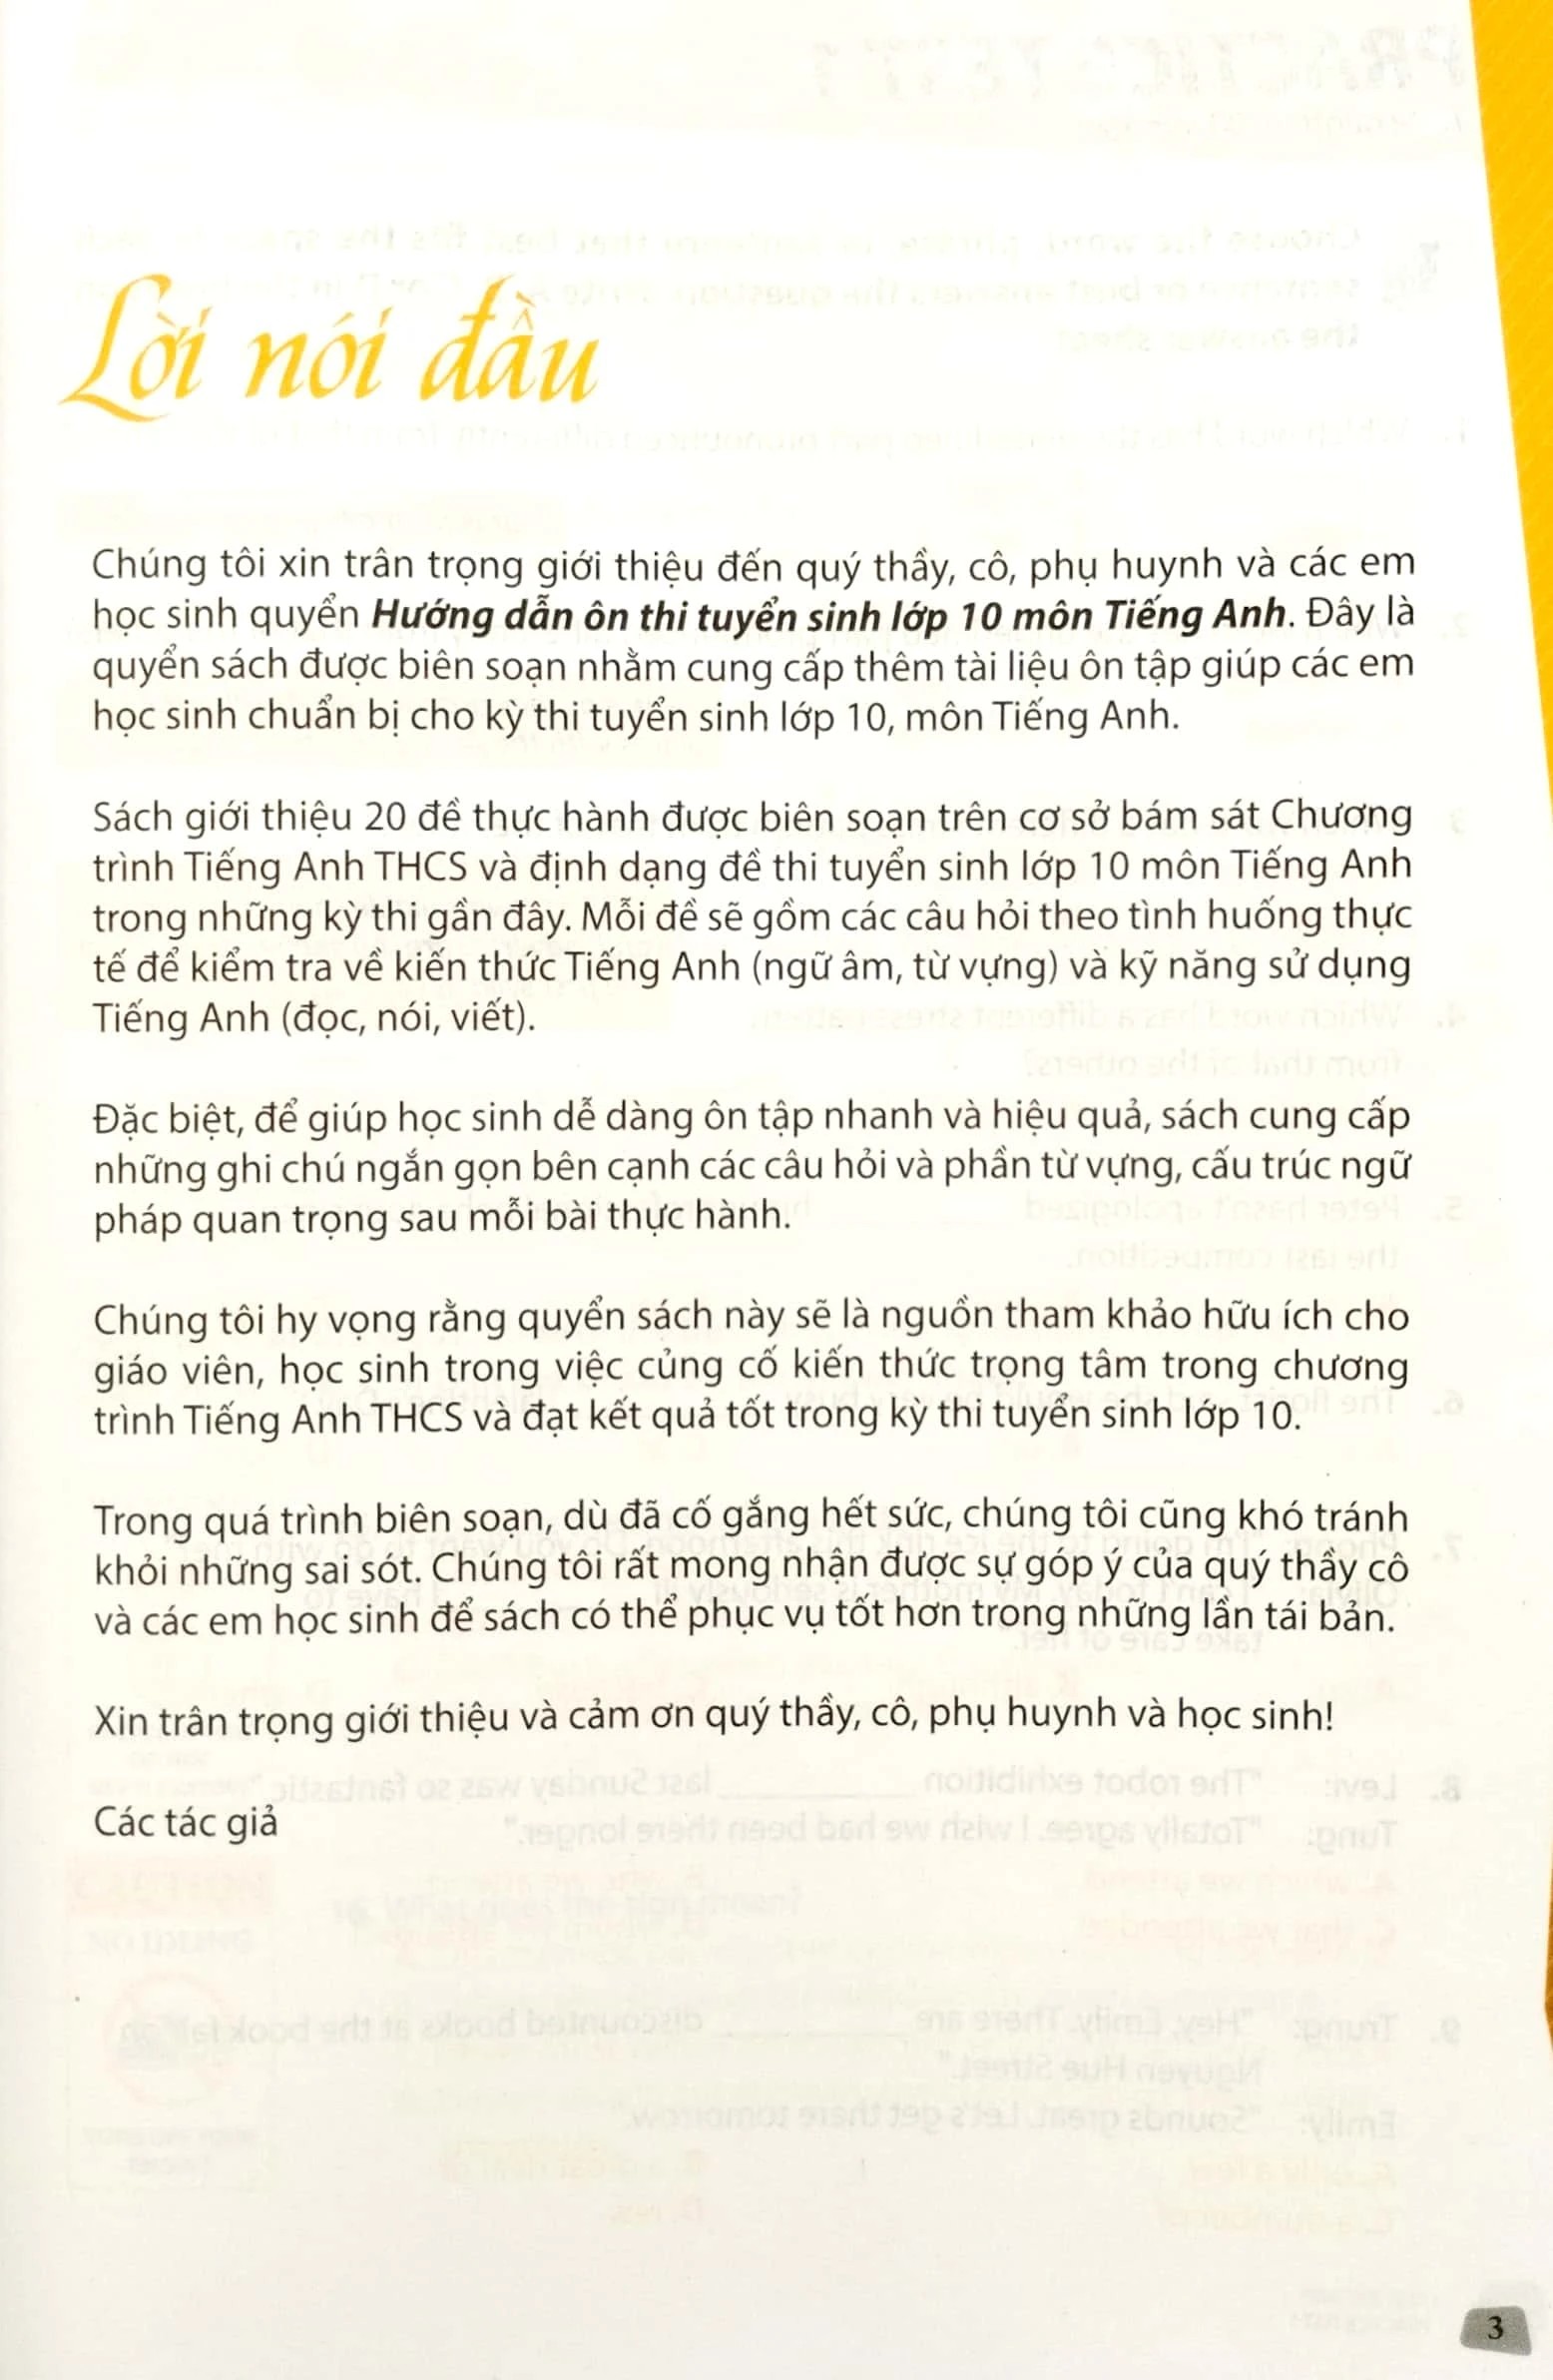 Lời nói đầu
Chúng tôi xin trân trọng giới thiệu đến quý thầy, cô, phụ huynh và các em
học sinh quyển Hướng dẫn ôn thi tuyển sinh lớp 10 môn Tiếng Anh. Đây là
quyển sách được biên soạn nhằm cung cấp thêm tài liệu ôn tập giúp các em
học sinh chuẩn bị cho kỳ thi tuyển sinh lớp 10, môn Tiếng Anh.
Sách giới thiệu 20 đề thực hành được biên soạn trên cơ sở bám sát Chương
trình Tiếng Anh THCS và định dạng đề thi tuyển sinh lớp 10 môn Tiếng Anh
trong những kỳ thi gần đây. Mỗi đề sẽ gồm các câu hỏi theo tình huống thực
tế để kiểm tra về kiến thức Tiếng Anh (ngữ âm, từ vựng) và kỹ năng sử dụng
Tiếng Anh (đọc, nói, viết).
Đặc biệt, để giúp học sinh dễ dàng ôn tập nhanh và hiệu quả, sách cung cấp
những ghi chú ngắn gọn bên cạnh các câu hỏi và phần từ vựng, cấu trúc ngữ
pháp quan trọng sau mỗi bài thực hành.
Chúng tôi hy vọng rằng quyển sách này sẽ là nguồn tham khảo hữu ích cho
giáo viên, học sinh trong việc củng cố kiến thức trọng tâm trong chương
trình Tiếng Anh THCS và đạt kết quả tốt trong kỳ thi tuyển sinh lớp 10.
Trong quá trình biên soạn, dù đã cố gắng hết sức, chúng tôi cũng khó tránh
khỏi những sai sót. Chúng tôi rất mong nhận được sự góp ý của quý thầy cô
và các em học sinh để sách có thể phục vụ tốt hơn trong những lần tái bản.
Xin trân trọng giới thiệu và cảm ơn quý thầy, cô, phụ huynh và học sinh!
Các tác giả
3